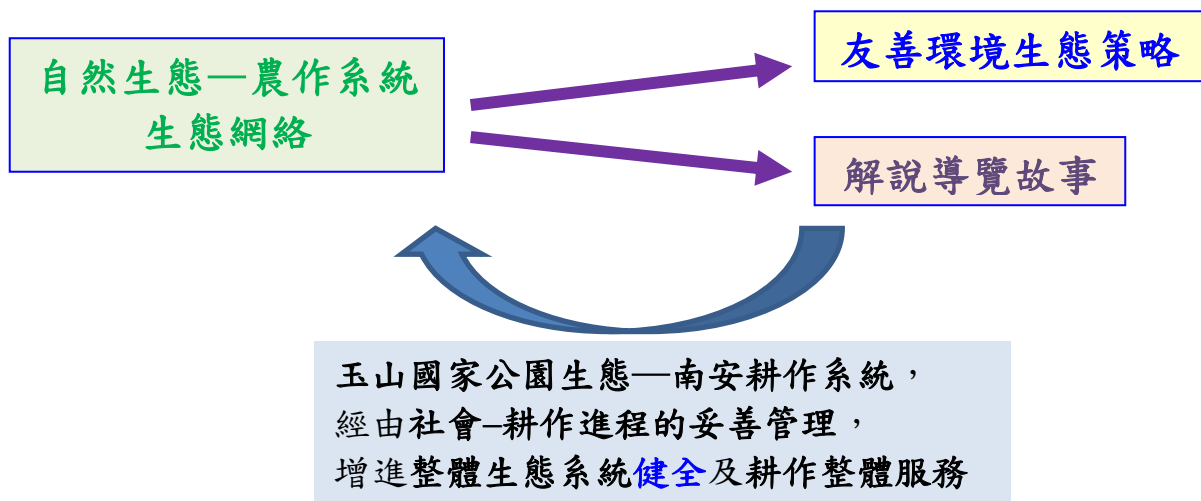 自然生態—農作系統
生態網絡
友善環境生態策略
解說導覽故事
玉山國家公園生態—南安耕作系統，
經由社會–耕作進程的妥善管理，
增進整體生態系統健全及耕作整體服務